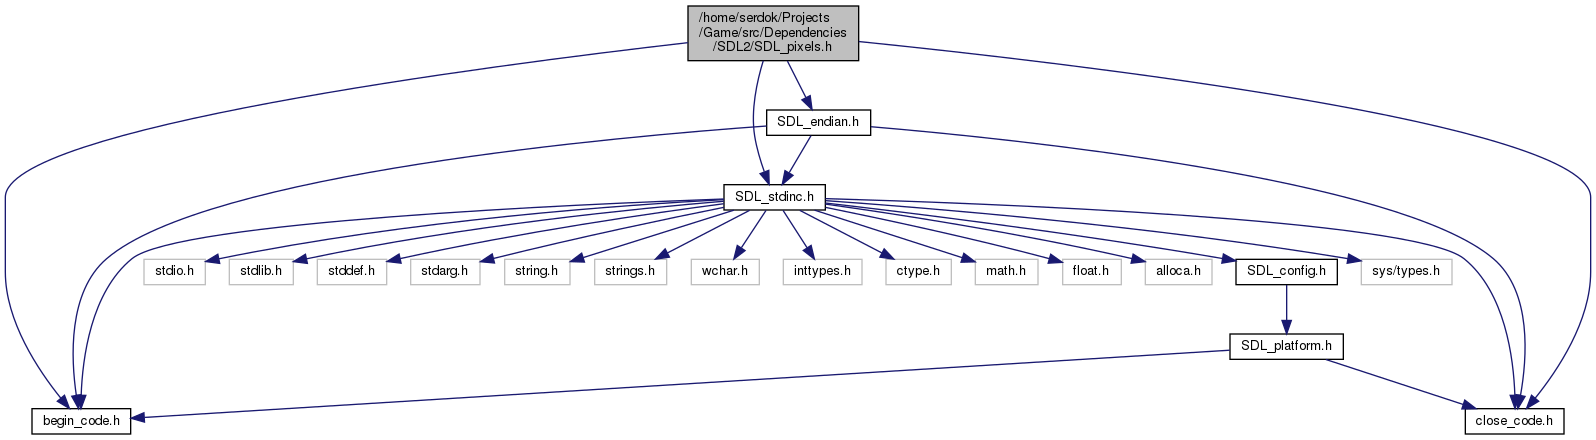 /home/serdok/Projects
/Game/src/Dependencies
/SDL2/SDL_pixels.h
SDL_endian.h
SDL_stdinc.h
stdio.h
stdlib.h
stddef.h
stdarg.h
string.h
strings.h
wchar.h
inttypes.h
ctype.h
math.h
float.h
alloca.h
SDL_config.h
sys/types.h
SDL_platform.h
begin_code.h
close_code.h